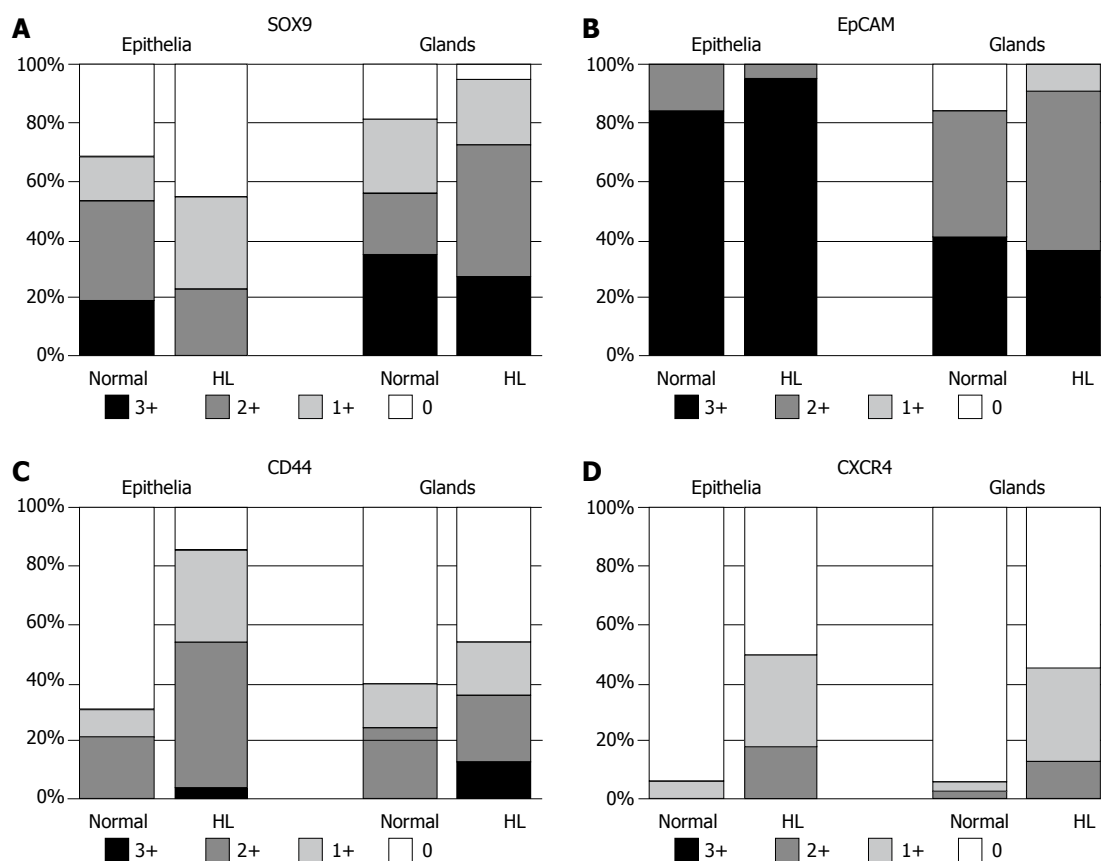 A
SOX9
Epithelia Glands
100%
80%
60%
40%
20%
0%
Normal HL Normal HL
3+ 2+ 1+ 0
B
EpCAM
Epithelia Glands
100%
80%
60%
40%
20%
0%
Normal HL Normal HL
3+ 2+ 1+ 0
C
CD44
Epithelia Glands
100%
80%
60%
40%
20%
0%
Normal HL Normal HL
3+ 2+ 1+ 0
D
CXCR4
Epithelia Glands
100%
80%
60%
40%
20%
0%
Normal HL Normal HL
3+ 2+ 1+ 0